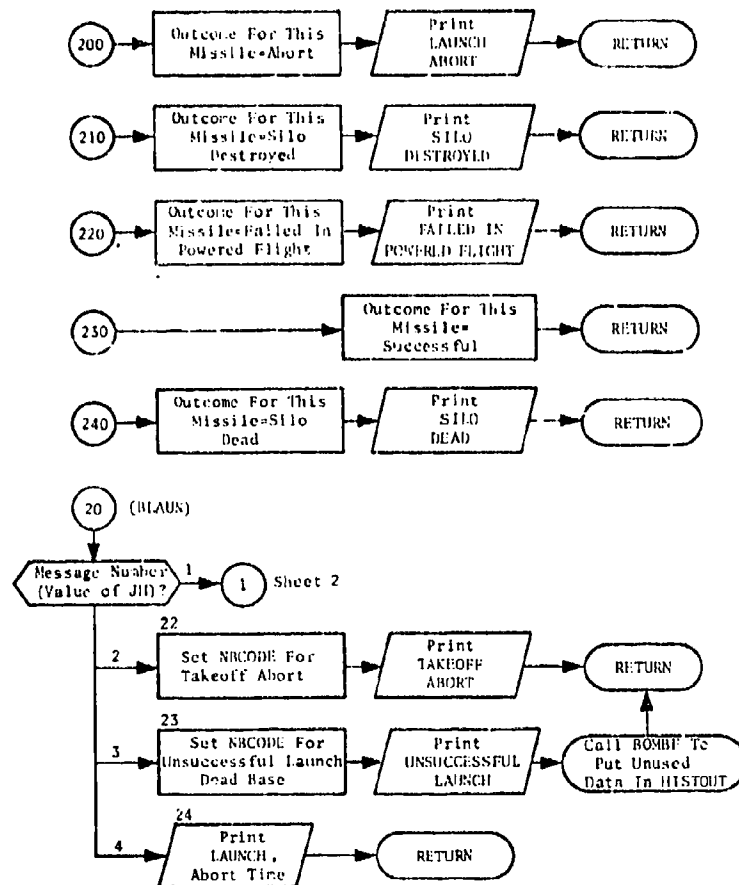 200
Outcome For This
Missile=Abort
Print
LAUNCH
ABORT
RETURN
210
Outcome For This
Missile=Silo
Destroyed
Print
SILO
DESTROYED
RETURN
220
Outcome For This
Missile=Failed In
Powered Flight
Print
FAILED IN
POWERED FLIGHT
RETURN
230
Outcome For This
Missile=
Successful
RETURN
240
Outcome For This
Missile=Silo
Dead
Print
SILO
DEAD
RETURN
20 (BLAUN)
Message Number
(Value of JH)?
1
1
Sheet 2
22
2
Set NBCODE For
Takeoff Abort
Print
TAKEOFF
ABORT
RETURN
23
3
Set NBCODE For
Unsuccessful Launch
Dead Base
Print
UNSUCCESSFUL
LAUNCH
Call BOMBF To
Put Unused
Data In HISTOUT
24
4
Print
LAUNCH,
Abort Time
RETURN